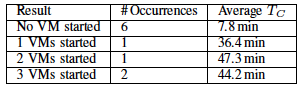 Result #Occurrences Average T_C
No VM started 6 7.8 min
1 VMs started 1 36.4 min
2 VMs started 1 47.3 min
3 VMs started 2 44.2 min